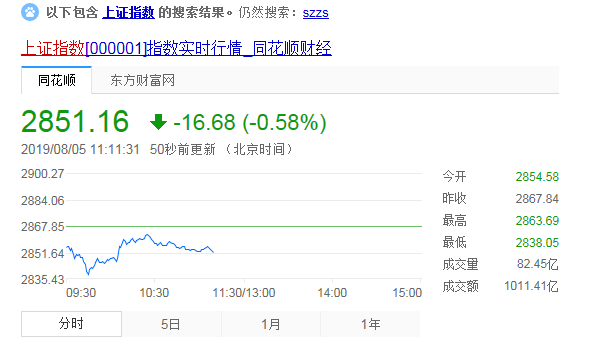 以下包含 上证指数 的搜索结果。仍然搜索：szzs
上证指数[000001]指数实时行情_同花顺财经
同花顺 东方财富网
2851.16 -16.68 (-0.58%)
2019/08/05 11:11:31 50秒前更新 （北京时间）
2900.27
2884.06
2867.85
2851.64
2835.43
09:30 10:30 11:30/13:00 14:00 15:00
今开 2854.58
昨收 2867.84
最高 2863.69
最低 2838.05
成交量 82.45亿
成交额 1011.41亿
分时 5日 1月 1年